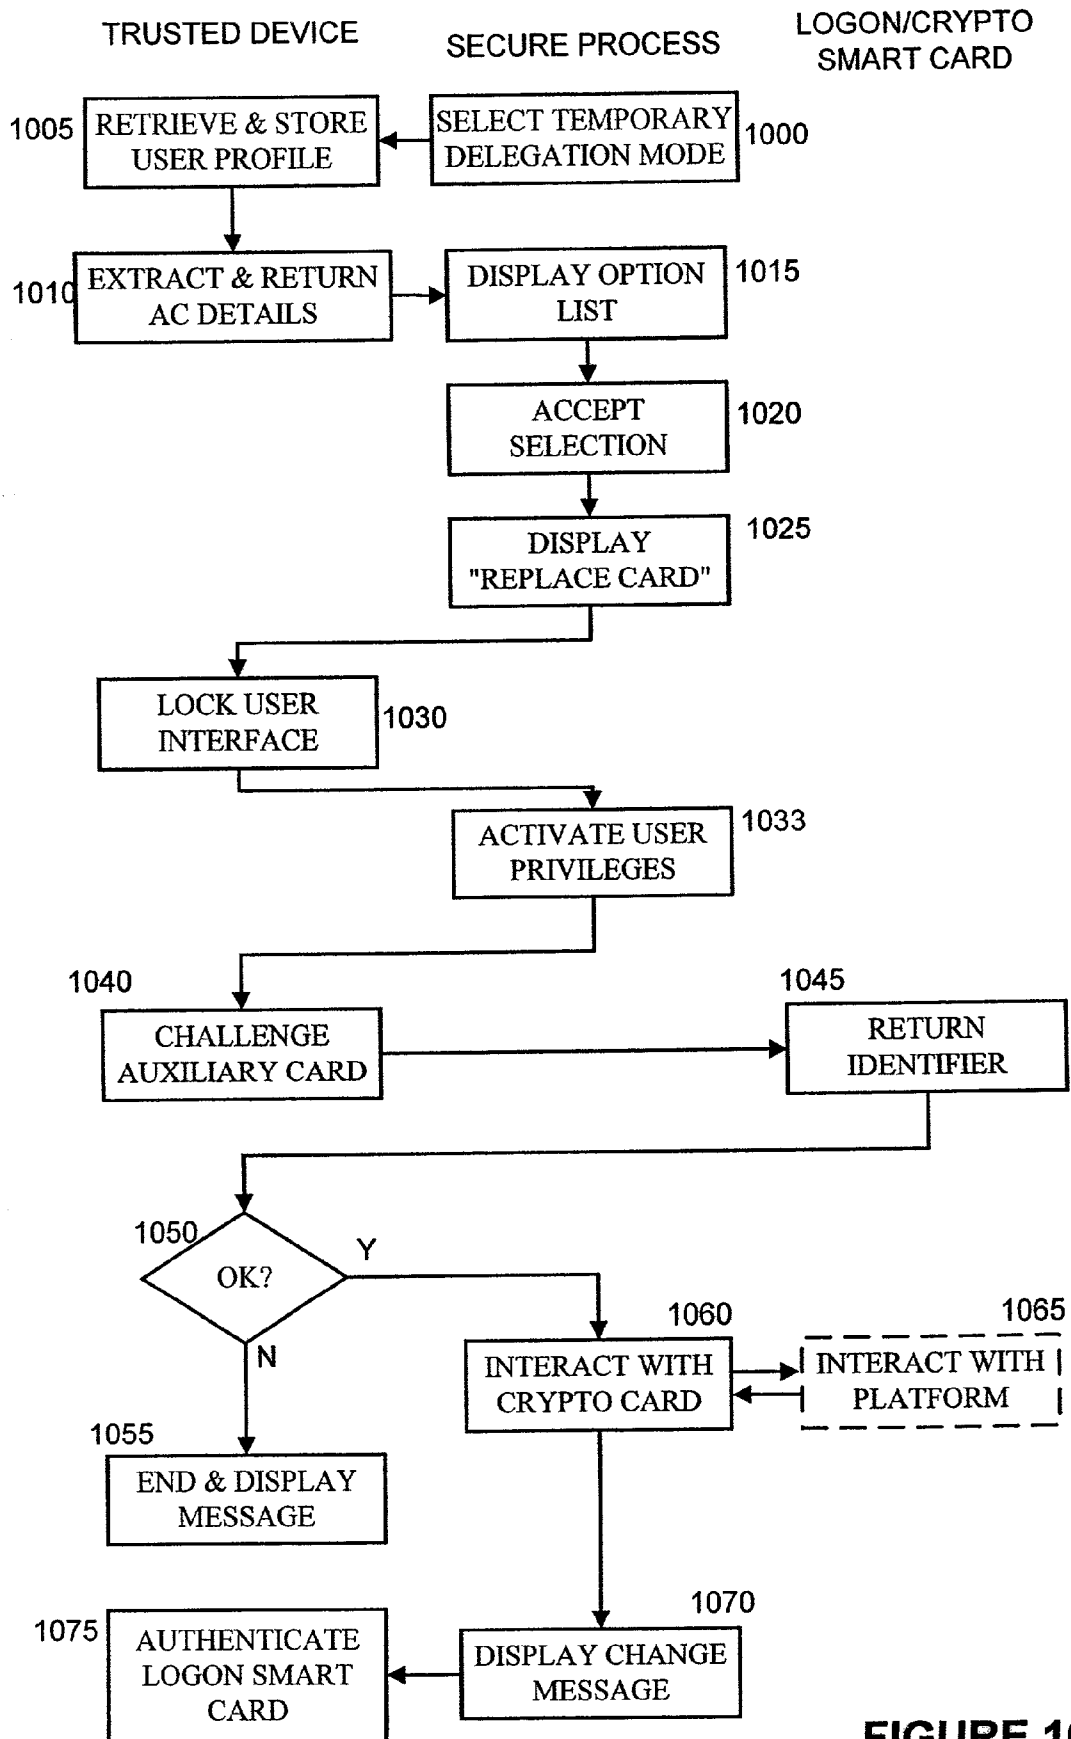 TRUSTED DEVICE
SECURE PROCESS
LOGON/CRYPTO
SMART CARD
1005
RETRIEVE & STORE
USER PROFILE
SELECT TEMPORARY
DELEGATION MODE
1000
1010
EXTRACT & RETURN
AC DETAILS
DISPLAY OPTION
LIST
1015
ACCEPT
SELECTION
1020
DISPLAY
"REPLACE CARD"
1025
LOCK USER
INTERFACE
1030
ACTIVATE USER
PRIVILEGES
1033
1040
CHALLENGE
AUXILIARY CARD
1045
RETURN
IDENTIFIER
1050
OK?
Y
N
1060
INTERACT WITH
CRYPTO CARD
1065
INTERACT WITH
PLATFORM
1055
END & DISPLAY
MESSAGE
1070
DISPLAY CHANGE
MESSAGE
1075
AUTHENTICATE
LOGON SMART
CARD
FIGURE